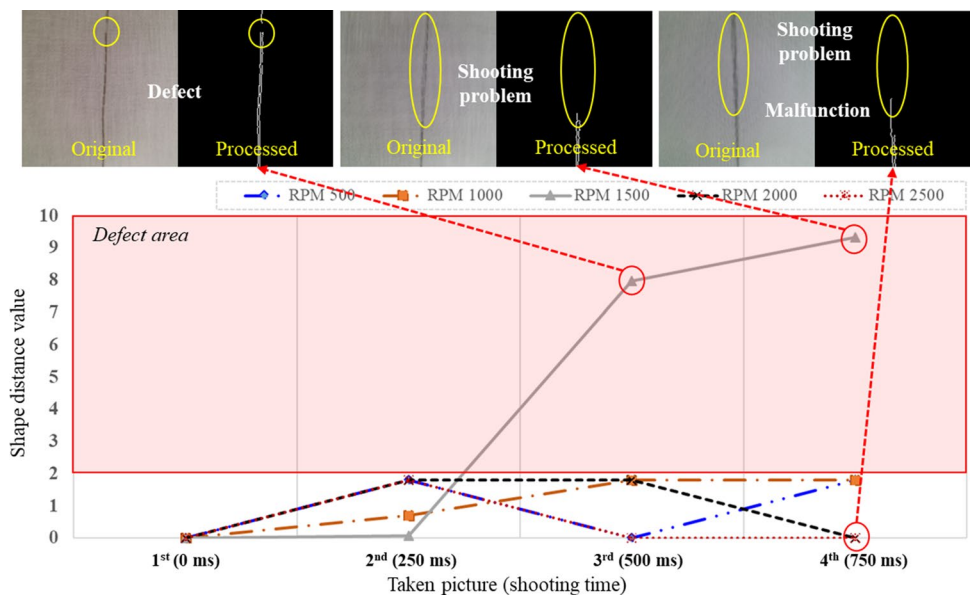 Defect
Original
Processed
Shooting
problem
Original
Processed
Shooting
problem
Malfunction
Original
Processed
RPM 500
RPM 1000
RPM 1500
RPM 2000
RPM 2500
Defect area
Shape distance value
10
9
8
7
6
5
4
3
2
1
0
1st (0 ms)
2nd (250 ms)
3rd (500 ms)
4th (750 ms)
Taken picture (shooting time)